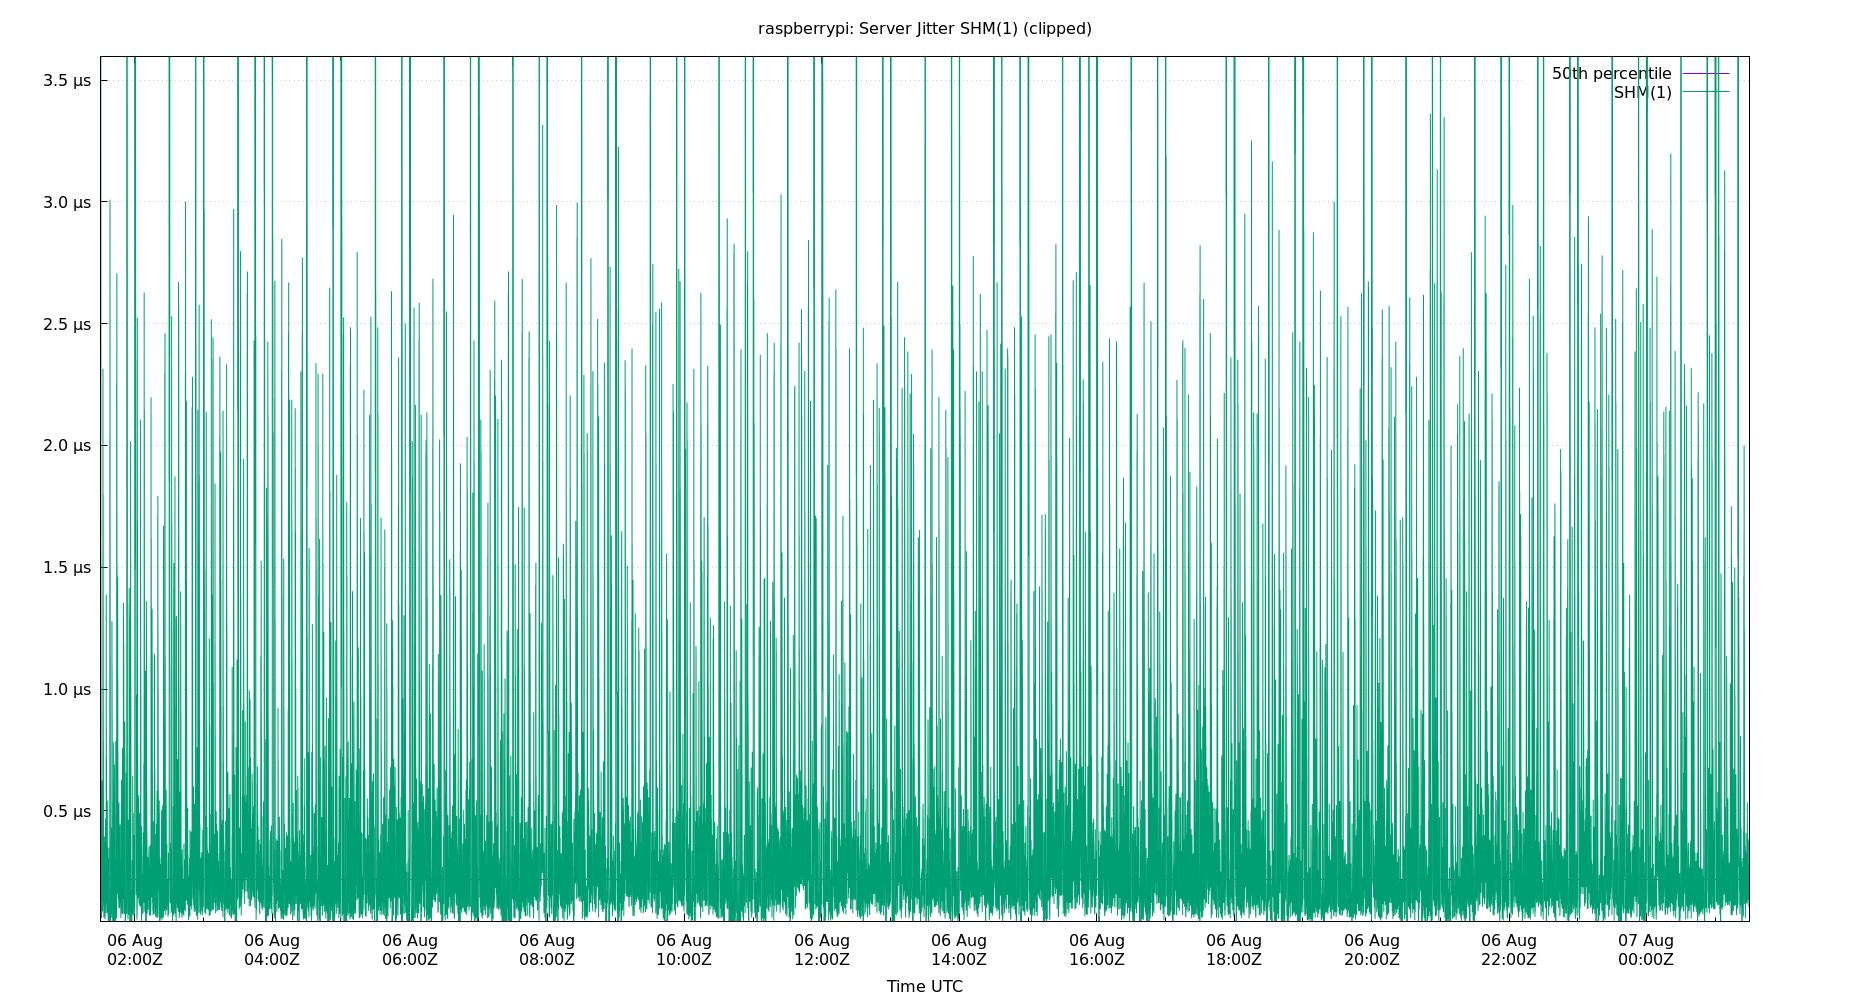 raspberrypi: Server Jitter SHM(1) (clipped)
50th percentile
SHM(1)
3.5 µs
3.0 µs
2.5 µs
2.0 µs
1.5 µs
1.0 µs
0.5 µs
06 Aug 06 Aug 06 Aug 06 Aug 06 Aug 06 Aug 06 Aug 06 Aug 06 Aug 06 Aug 06 Aug 07 Aug
02:00Z 04:00Z 06:00Z 08:00Z 10:00Z 12:00Z 14:00Z 16:00Z 18:00Z 20:00Z 22:00Z 00:00Z
Time UTC